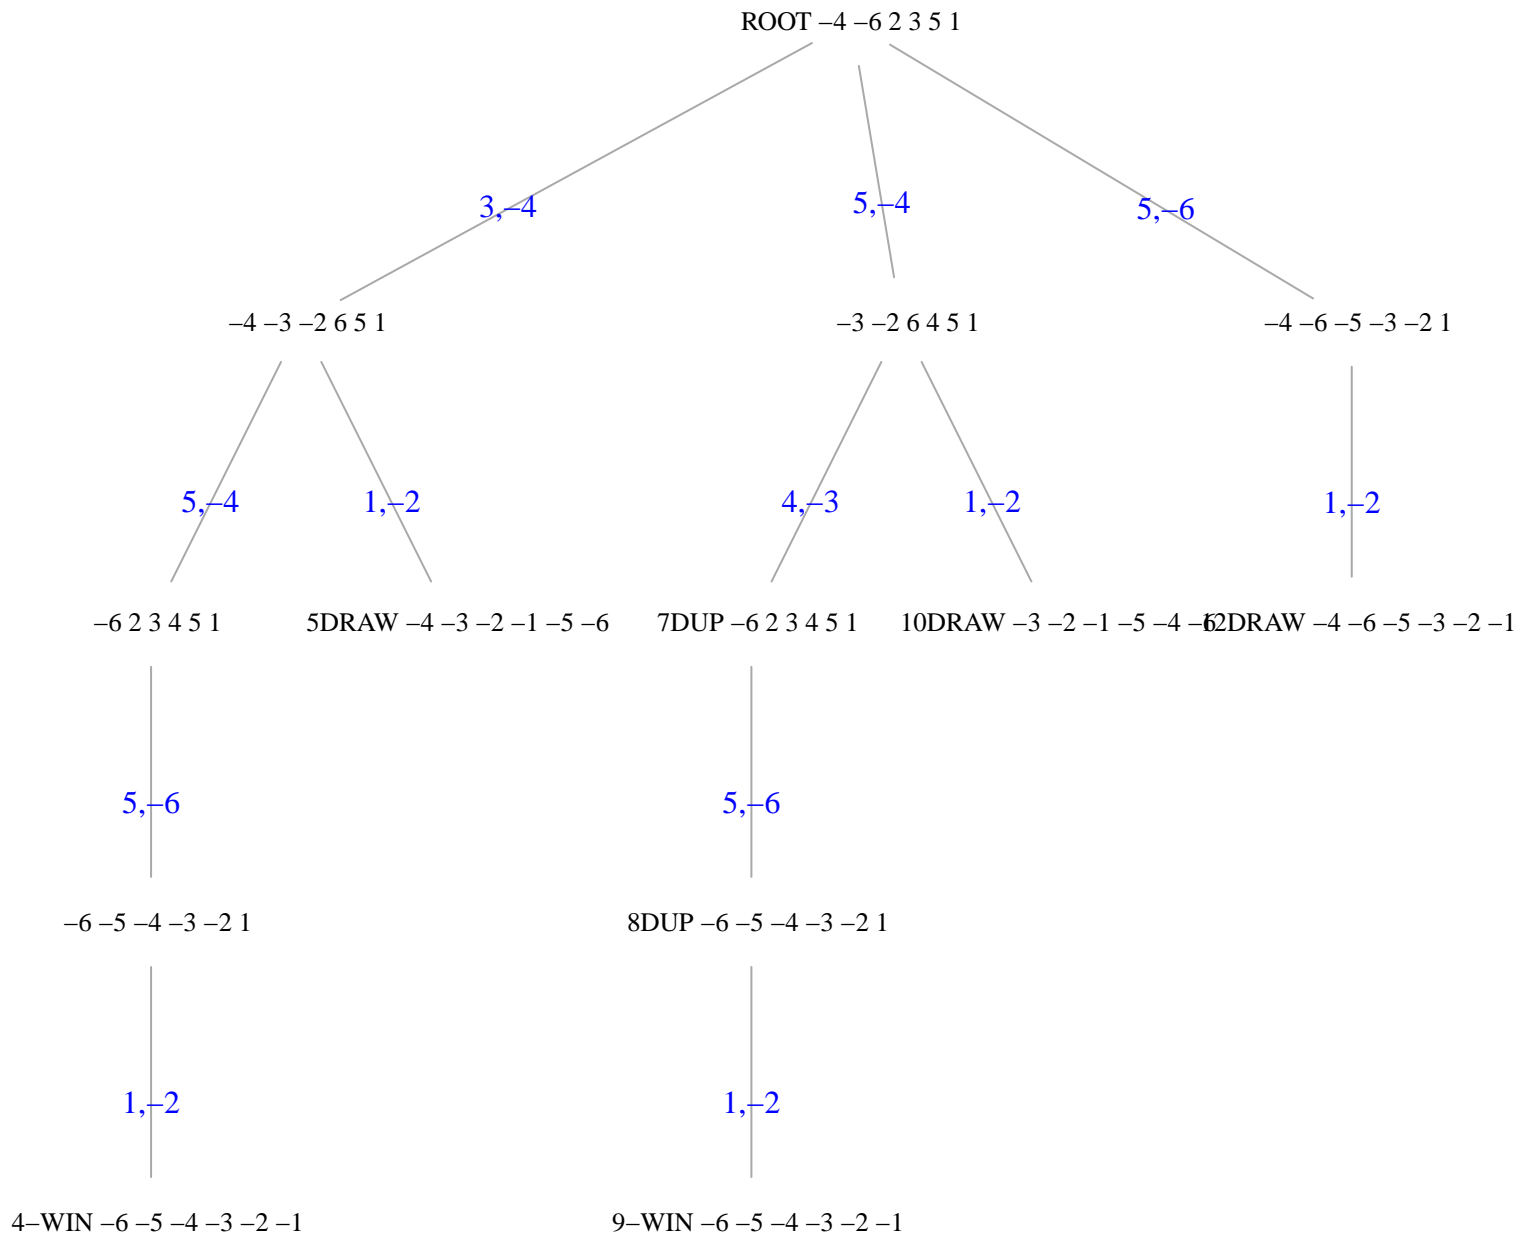 ROOT –4 –6 2 3 5 1
3,–4
5,–4
5,–6
–4 –3 –2 6 5 1
–3 –2 6 4 5 1
–4 –6 –5 –3 –2 1
5,–4
1,–2
4,–3
1,–2
1,–2
–6 2 3 4 5 1
5DRAW –4 –3 –2 –1 –5 –6
7DUP –6 2 3 4 5 1
10DRAW –3 –2 –1 –5 –4 –6
12DRAW –4 –6 –5 –3 –2 –1
5,–6
5,–6
–6 –5 –4 –3 –2 1
8DUP –6 –5 –4 –3 –2 1
1,–2
1,–2
4–WIN –6 –5 –4 –3 –2 –1
9–WIN –6 –5 –4 –3 –2 –1